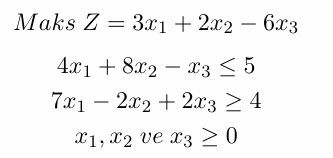 Maks Z = 3x₁ + 2x₂ − 6x₃
4x₁ + 8x₂ − x₃ ≤ 5
7x₁ − 2x₂ + 2x₃ ≥ 4
x₁, x₂ ve x₃ ≥ 0